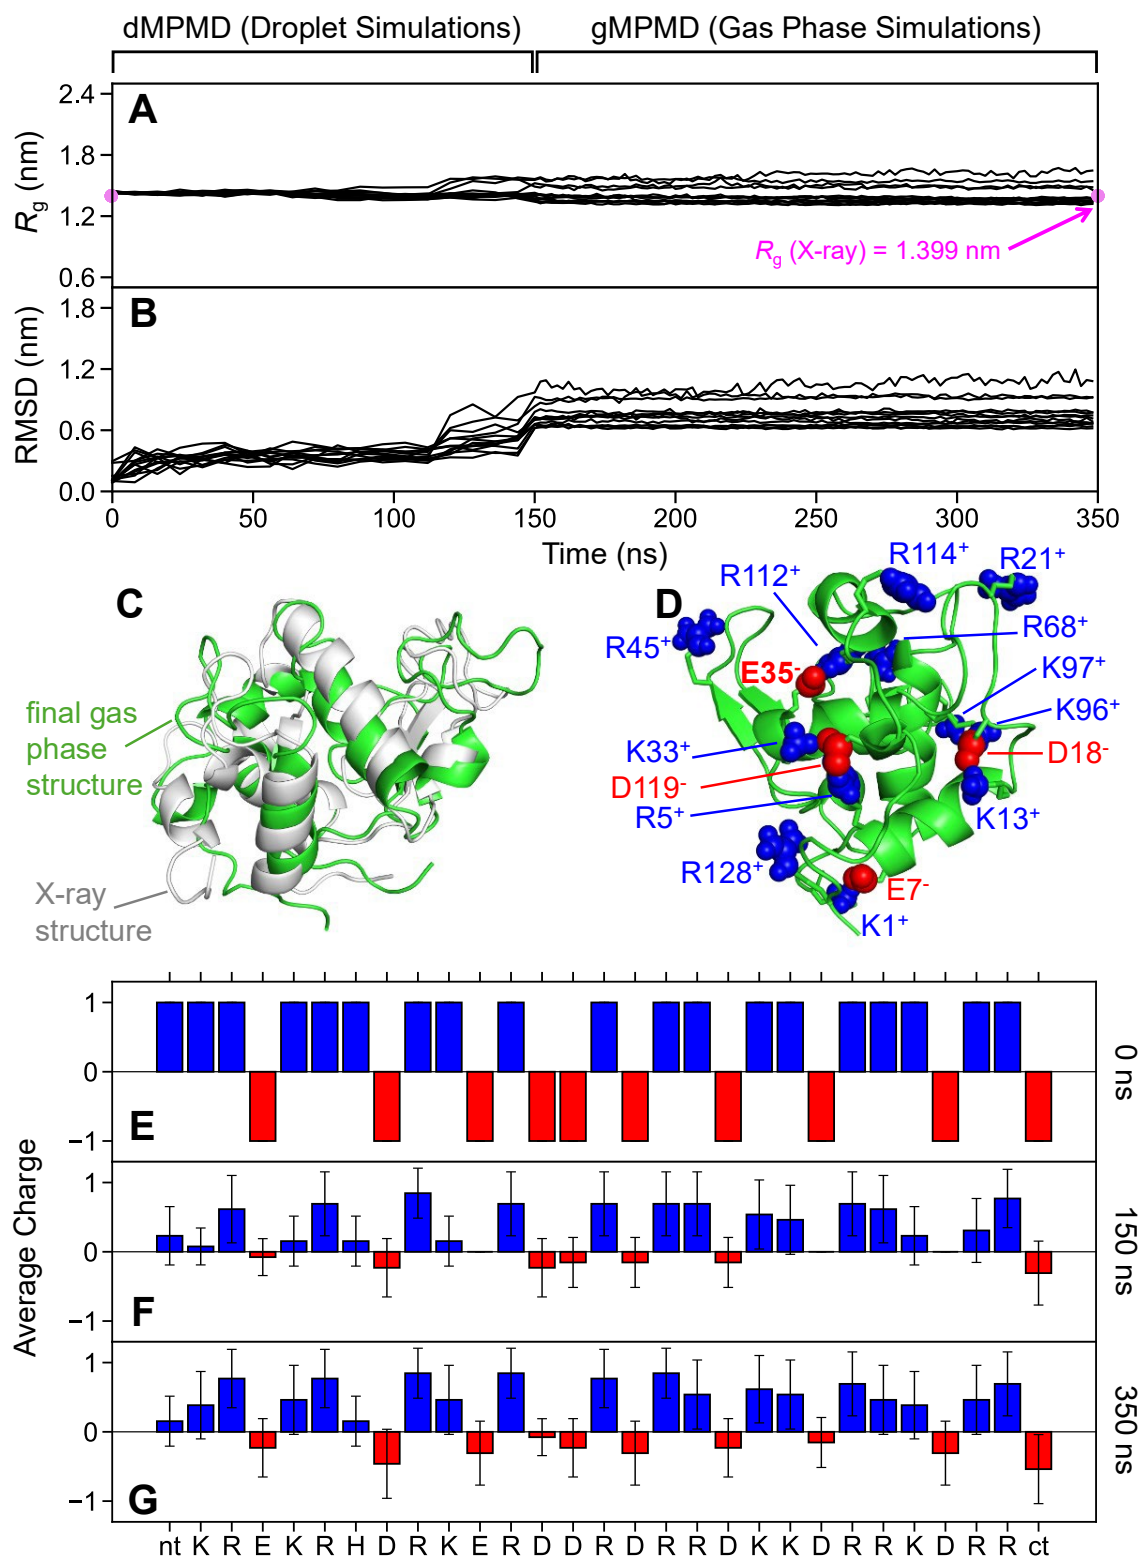 dMPMD (Droplet Simulations) gMPMD (Gas Phase Simulations)
A
2.4
1.8
1.2
0.6
Rg (nm)
Rg (X-ray) = 1.399 nm
B
1.8
1.2
0.6
0.0
RMSD (nm)
0 50 100 150 200 250 300 350
Time (ns)
C
final gas
phase
structure
X-ray
structure
D
R114+
R21+
R112+
R45+
R68+
E35-
K97+
K96+
K33+
D18-
D119-
R5+
K13+
R128+
E7-
K1+
Average Charge
1
0
−1
E
0 ns
1
0
−1
F
150 ns
1
0
−1
G
350 ns
nt K R E K R H D R K E R D D R D R R D K K D R R K D R R ct